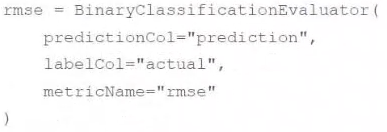 rmse = BinaryClassificationEvaluator(
    predictionCol="prediction",
    labelCol="actual",
    metricName="rmse"
)